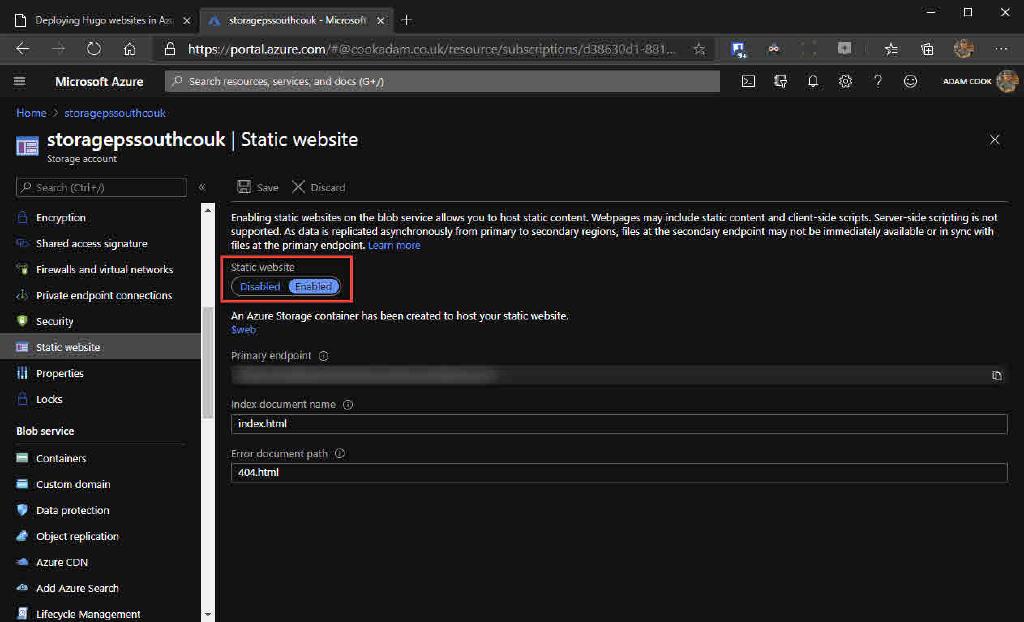 Deploying Hugo websites in Az
storagepssouthcouk - Microsoft
https://portal.azure.com/#@cookadam.co.uk/resource/subscriptions/d38630d1-881...
Microsoft Azure
Search resources, services, and docs (G+/)
ADAM COOK
Home > storagepssouthcouk
storagepssouthcouk | Static website
Storage account
Search (Ctrl+/)
«
Save
Discard
Encryption
Shared access signature
Firewalls and virtual networks
Private endpoint connections
Security
Static website
Properties
Locks
Blob service
Containers
Custom domain
Data protection
Object replication
Azure CDN
Add Azure Search
Lifecycle Management
Enabling static websites on the blob service allows you to host static content. Webpages may include static content and client-side scripts. Server-side scripting is not
supported. As data is replicated asynchronously from primary to secondary regions, files at the secondary endpoint may not be immediately available or in sync with
files at the primary endpoint. Learn more
Static website
Disabled Enabled
An Azure Storage container has been created to host your static website.
$web
Primary endpoint
Index document name
index.html
Error document path
404.html